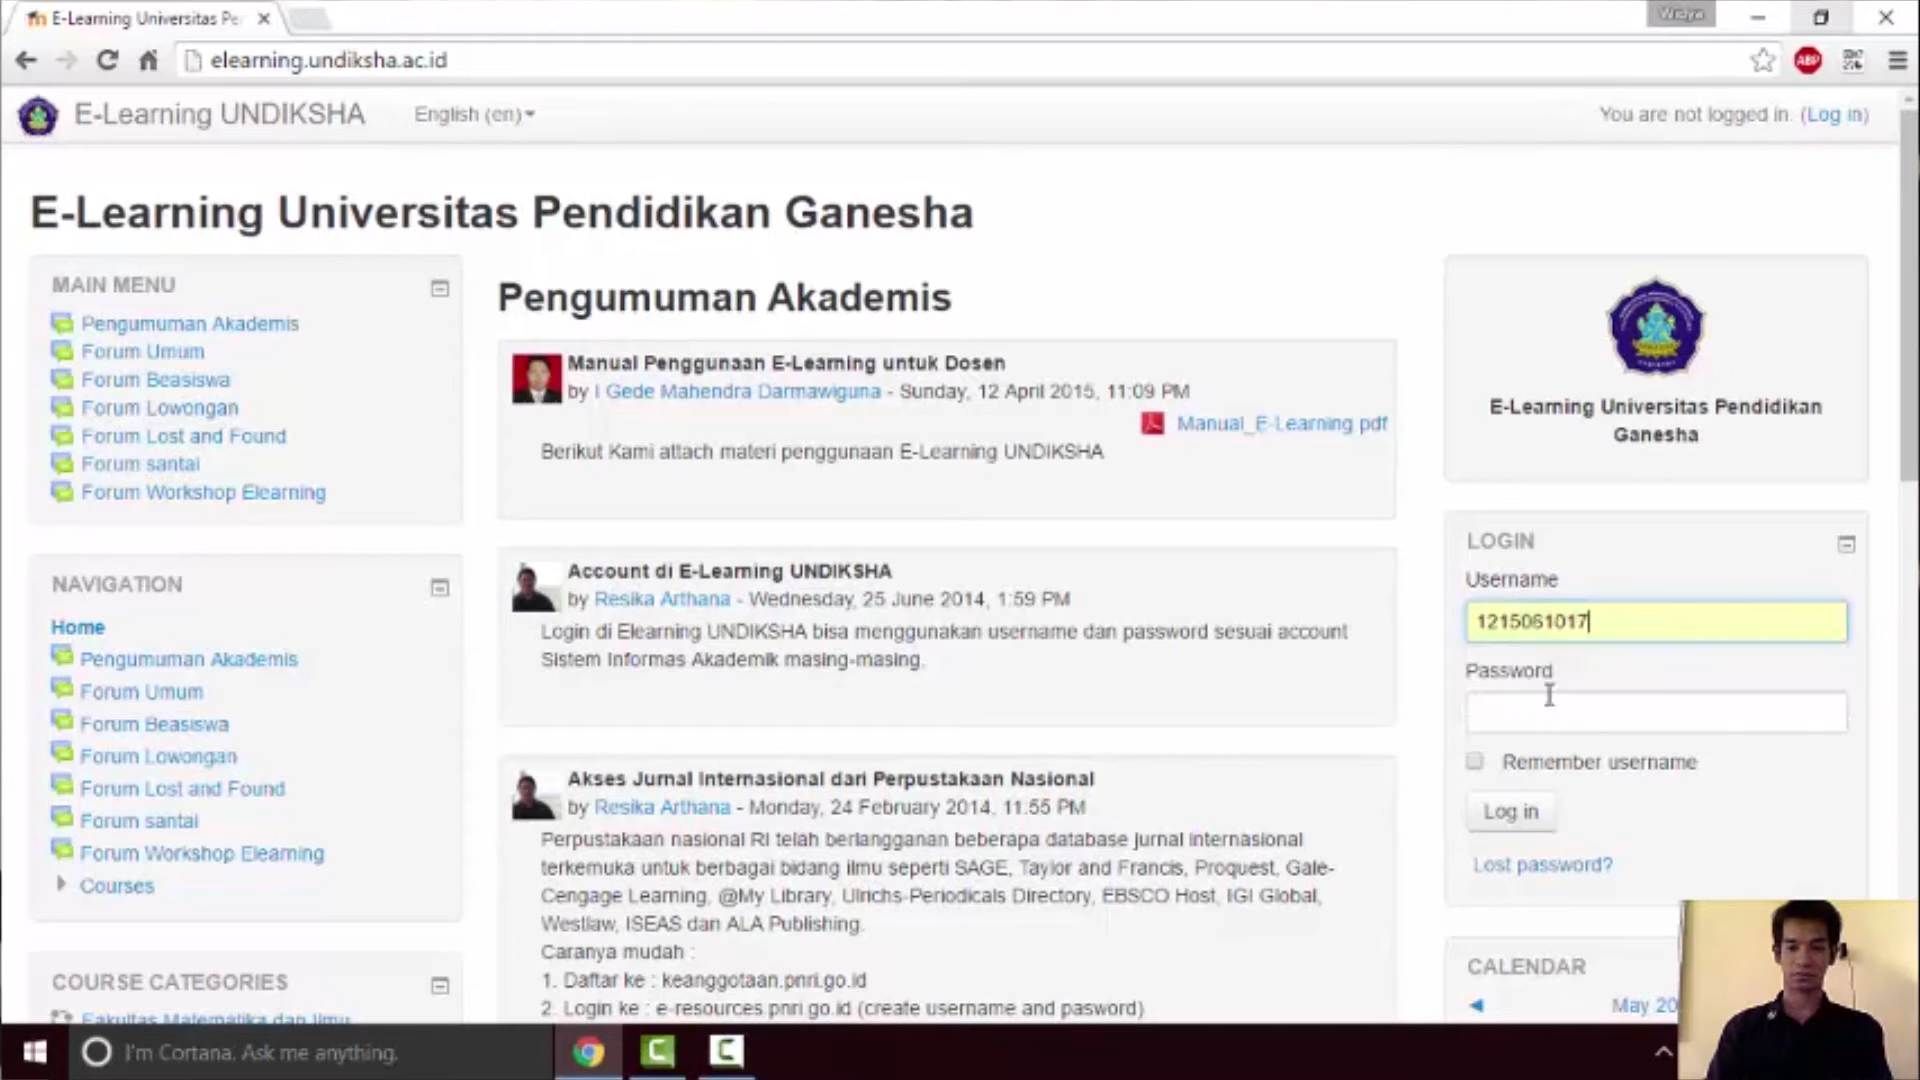 E-Learning Universitas Pe
elearning.undiksha.ac.id
ABP
E-Learning UNDIKSHA
English (en)
You are not logged in. (Log in)
E-Learning Universitas Pendidikan Ganesha
MAIN MENU
Pengumuman Akademis
Forum Umum
Forum Beasiswa
Forum Lowongan
Forum Lost and Found
Forum santai
Forum Workshop Elearning
NAVIGATION
Home
Pengumuman Akademis
Forum Umum
Forum Beasiswa
Forum Lowongan
Forum Lost and Found
Forum santai
Forum Workshop Elearning
Courses
COURSE CATEGORIES
Fakultas Matematika dan Ilmu
Pengumuman Akademis
Manual Penggunaan E-Learning untuk Dosen
by I Gede Mahendra Darmawiguna - Sunday, 12 April 2015, 11:09 PM
Manual_E-Learning.pdf
Berikut Kami attach materi penggunaan E-Learning UNDIKSHA
Account di E-Learning UNDIKSHA
by Resika Arthana - Wednesday, 25 June 2014, 1:59 PM
Login di Elearning UNDIKSHA bisa menggunakan username dan password sesuai account
Sistem Informas Akademik masing-masing.
Akses Jurnal Internasional dari Perpustakaan Nasional
by Resika Arthana - Monday, 24 February 2014, 11:55 PM
Perpustakaan nasional RI telah berlangganan beberapa database jurnal internasional
terkemuka untuk berbagai bidang ilmu seperti SAGE, Taylor and Francis, Proquest, Gale-
Cengage Learning, @My Library, Ulrichs-Periodicals Directory, EBSCO Host, IGI Global,
Westlaw, ISEAS dan ALA Publishing.
Caranya mudah :
1. Daftar ke : keanggotaan.pnri.go.id
2. Login ke : e-resources.pnri.go.id (create username and pasword)
E-Learning Universitas Pendidikan
Ganesha
LOGIN
Username
1215061017
Password
Remember username
Log in
Lost password?
CALENDAR
May 20
I'm Cortana. Ask me anything.